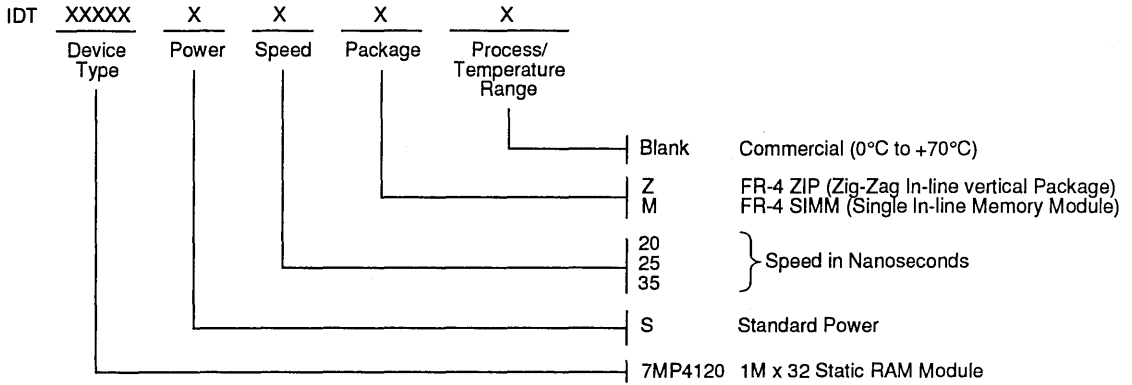 IDT XXXXX X X X X
Device Type Power Speed Package Process/ Temperature Range
Blank Commercial (0°C to +70°C)
Z FR-4 ZIP (Zig-Zag In-line vertical Package)
M FR-4 SIMM (Single In-line Memory Module)
20
25 Speed in Nanoseconds
35
S Standard Power
7MP4120 1M x 32 Static RAM Module